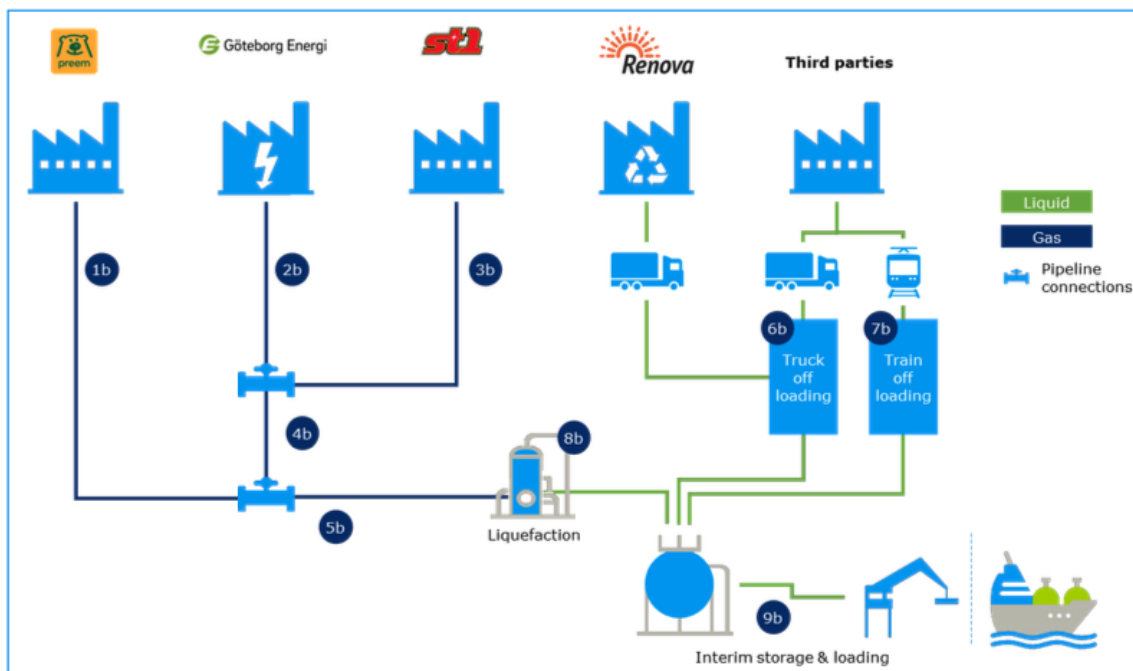 preem
Göteborg Energi
st1
Renova
Third parties
Liquid
Gas
Pipeline
connections
1b
2b
3b
6b
7b
Truck
off
loading
Train
off
loading
4b
8b
5b
Liquefaction
9b
Interim storage & loading